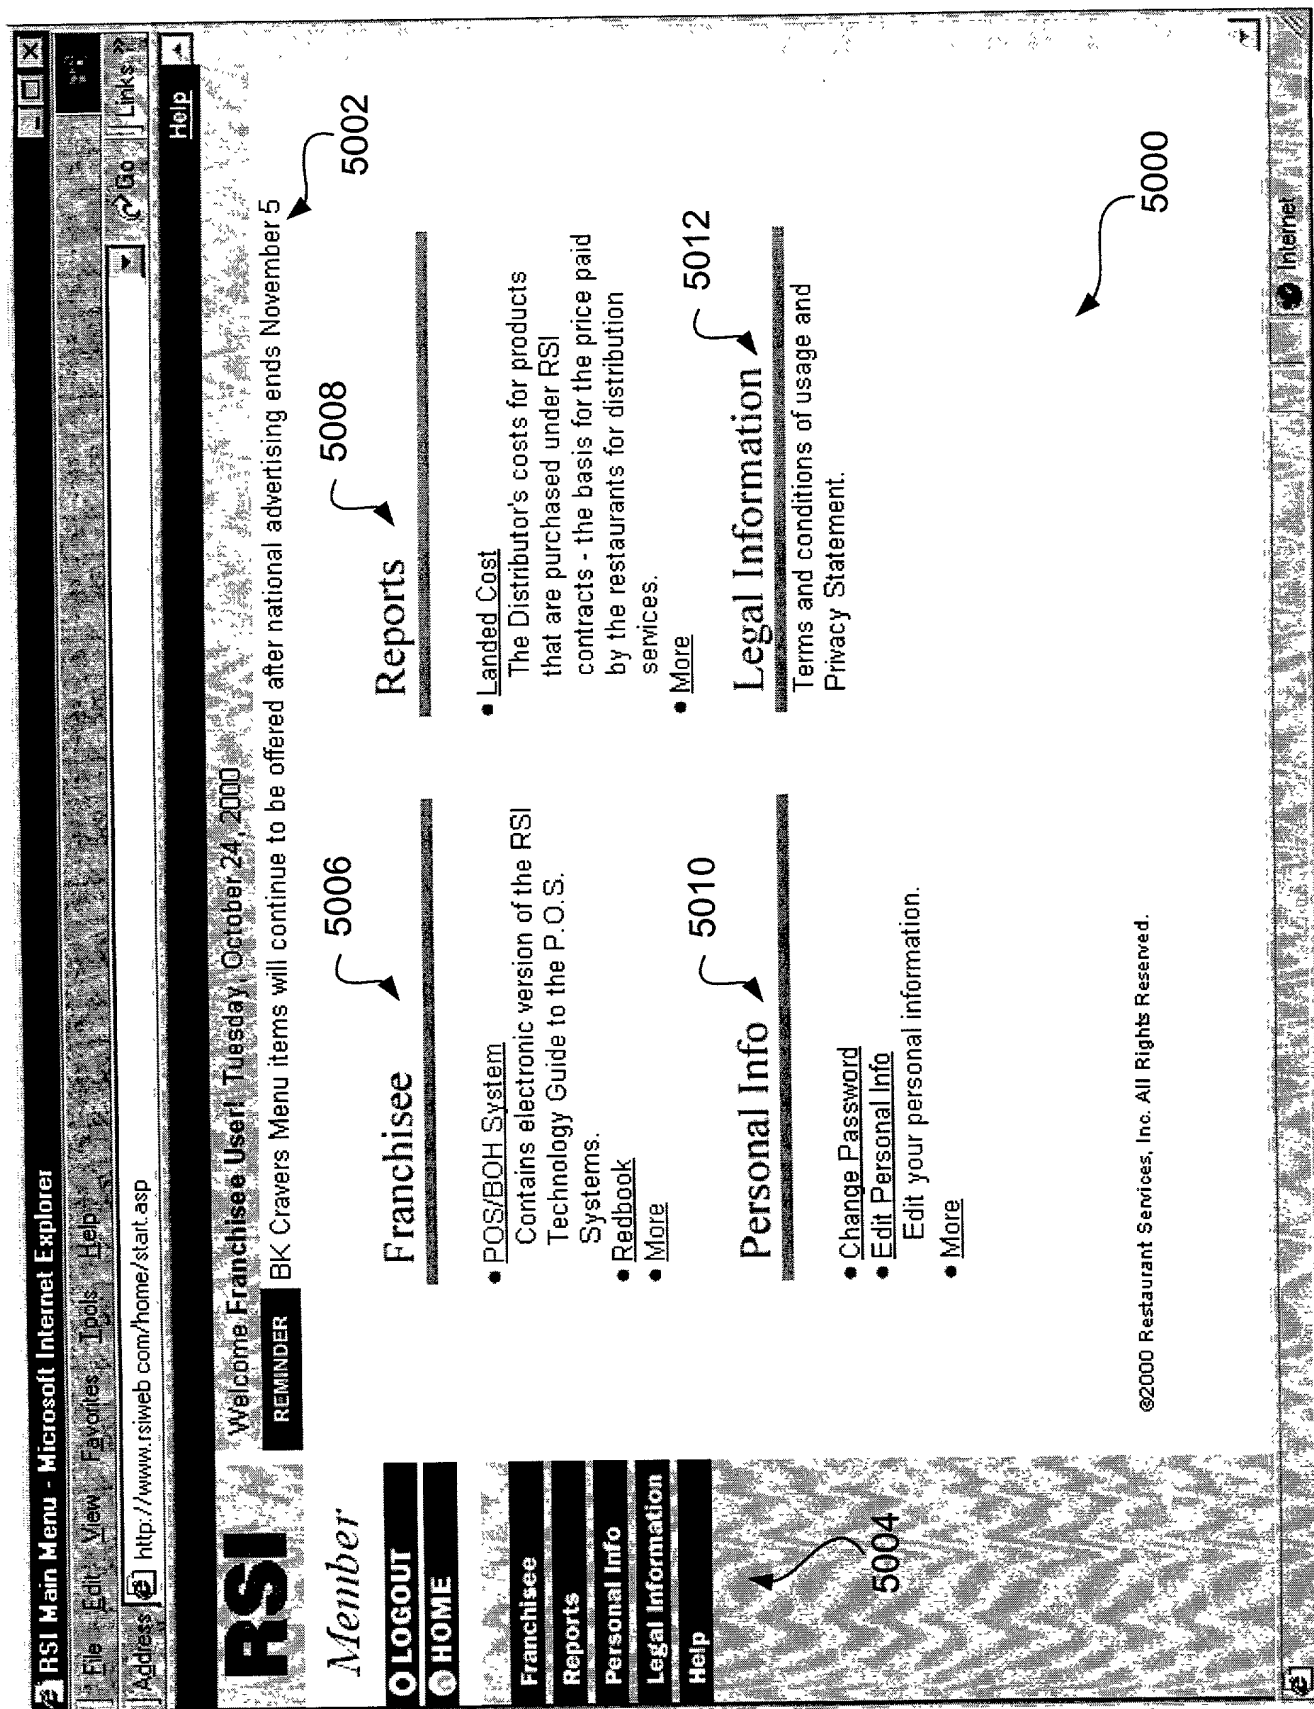 RSI Main Menu - Microsoft Internet Explorer
File Edit View Favorites Tools Help
Address http://www.rsiweb.com/home/start.asp Go Links »
Help
RSI
Welcome Franchisee User! Tuesday, October 24, 2000
REMINDER BK Cravers Menu items will continue to be offered after national advertising ends November 5
5002
Member
LOGOUT
HOME
Franchisee
Reports
Personal Info
Legal Information
Help
5004
Franchisee
5006
• POS/BOH System
Contains electronic version of the RSI
Technology Guide to the P.O.S.
Systems.
• Redbook
• More
Reports
5008
• Landed Cost
The Distributor's costs for products
that are purchased under RSI
contracts - the basis for the price paid
by the restaurants for distribution
services.
• More
Personal Info
5010
• Change Password
• Edit Personal Info
Edit your personal information.
• More
Legal Information
5012
Terms and conditions of usage and
Privacy Statement.
5000
©2000 Restaurant Services, Inc. All Rights Reserved.
Internet